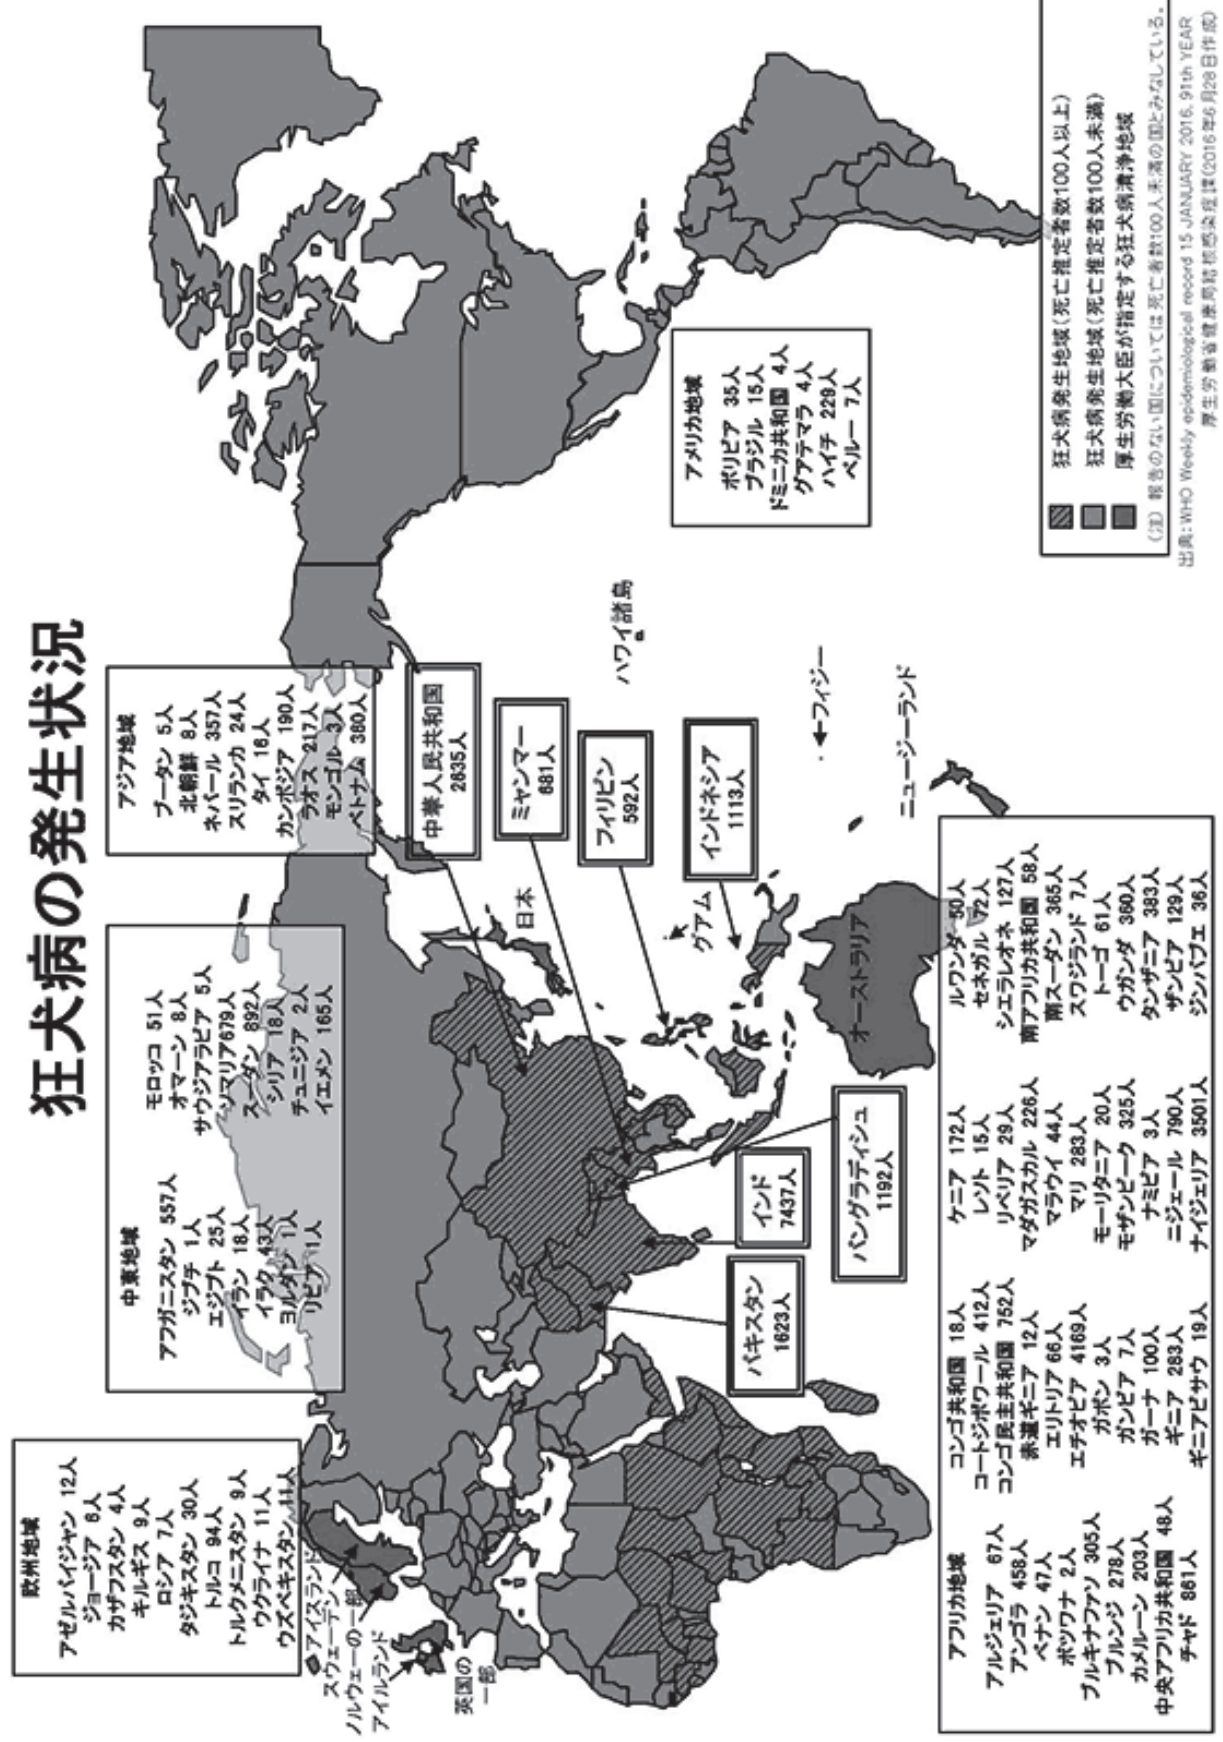 狂犬病の発生状況
欧州地域
アゼルバイジャン 12人
ジョージア 6人
カザフスタン 4人
キルギス 9人
ロシア 7人
タジキスタン 30人
トルコ 94人
トルクメニスタン 9人
ウクライナ 11人
ウズベキスタン 11人
中東地域
アフガニスタン 557人
ジブチ 1人
エジプト 25人
イラン 18人
イラク 43人
ヨルダン 1人
リビア 1人
モロッコ 51人
オマーン 8人
サウジアラビア 5人
ソマリア679人
スーダン 892人
シリア 18人
チュニジア 2人
イエメン 165人
アジア地域
ブータン 5人
北朝鮮 8人
ネパール 357人
スリランカ 24人
タイ 16人
カンボジア 190人
ラオス 217人
モンゴル 3人
ベトナム 360人
アイスランド
スウェーデン
ノルウェーの一部
アイルランド
英国の
一部
中華人民共和国
2635人
ミャンマー
681人
フィリピン
592人
インドネシア
1113人
日本
グアム
ハワイ諸島
←フィジー
ニュージーランド
オーストラリア
パキスタン
1623人
インド
7437人
バングラディシュ
1192人
アメリカ地域
ボリビア 35人
ブラジル 15人
ドミニカ共和国 4人
グアテマラ 4人
ハイチ 229人
ペルー 7人
アフリカ地域
アルジェリア 67人
アンゴラ 458人
ベナン 47人
ボツワナ 2人
ブルキナファソ 305人
ブルンジ 278人
カメルーン 203人
中央アフリカ共和国 48人
チャド 861人
コンゴ共和国 18人
コートジボワール 412人
コンゴ民主共和国 752人
赤道ギニア 12人
エリトリア 66人
エチオピア 4169人
ガボン 3人
ガンビア 7人
ガーナ 100人
ギニア 283人
ギニアビサウ 19人
ケニア 172人
レソト 15人
リベリア 29人
マダガスカル 226人
マラウイ 44人
マリ 283人
モーリタニア 20人
モザンビーク 325人
ナミビア 3人
ニジェール 790人
ナイジェリア 3501人
ルワンダ 50人
セネガル 72人
シエラレオネ 127人
南アフリカ共和国 58人
南スーダン 365人
スワジランド 7人
トーゴ 61人
ウガンダ 360人
タンザニア 383人
ザンビア 129人
ジンバブエ 36人
狂犬病発生地域(死亡推定者数100人以上)
狂犬病発生地域(死亡推定者数100人未満)
厚生労働大臣が指定する狂犬病清浄地域
(注) 報告のない国については死亡者数100人未満の国とみなしている。
出典:WHO Weekly epidemiological record 15 JANUARY 2016, 91th YEAR
厚生労働省健康局結核感染症課(2016年6月28日作成)